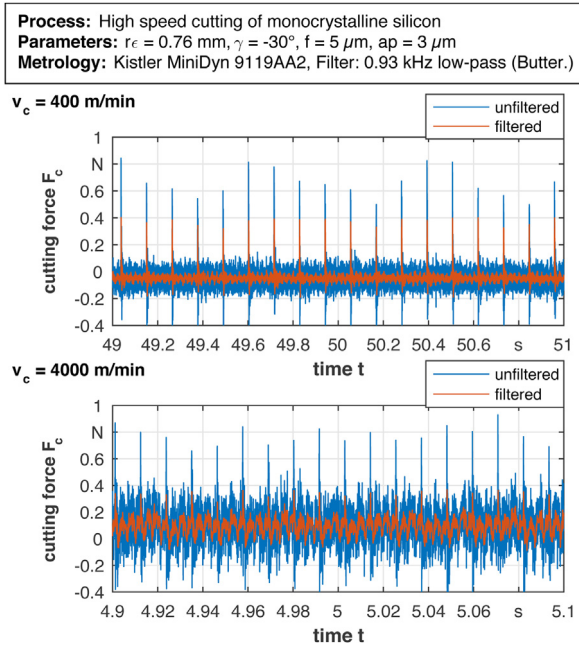 Process: High speed cutting of monocrystalline silicon
Parameters: rϵ = 0.76 mm, γ = -30°, f = 5 µm, ap = 3 µm
Metrology: Kistler MiniDyn 9119AA2, Filter: 0.93 kHz low-pass (Butter.)
v_c = 400 m/min
unfiltered
filtered
cutting force F_c
1
N
0.6
0.4
0.2
0
-0.2
-0.4
49 49.2 49.4 49.6 49.8 50 50.2 50.4 50.6 s 51
time t
v_c = 4000 m/min
unfiltered
filtered
cutting force F_c
1
N
0.6
0.4
0.2
0
-0.2
-0.4
4.9 4.92 4.94 4.96 4.98 5 5.02 5.04 5.06 s 5.1
time t